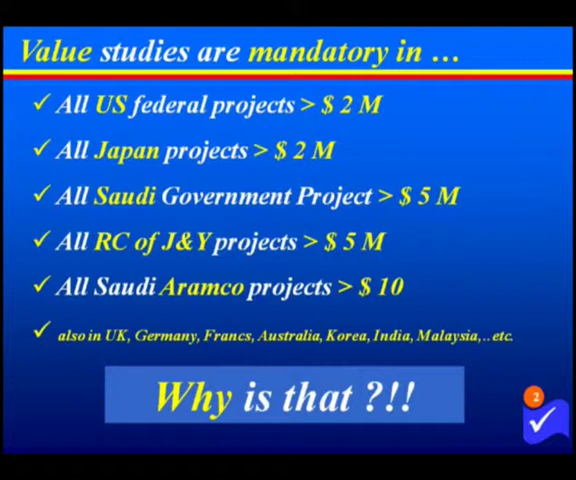 Value studies are mandatory in …
✓ All US federal projects > $ 2 M
✓ All Japan projects > $ 2 M
✓ All Saudi Government Project > $ 5 M
✓ All RC of J&Y projects > $ 5 M
✓ All Saudi Aramco projects > $ 10
✓ also in UK, Germany, Francs, Australia, Korea, India, Malaysia,..etc.
Why is that ?!!
2